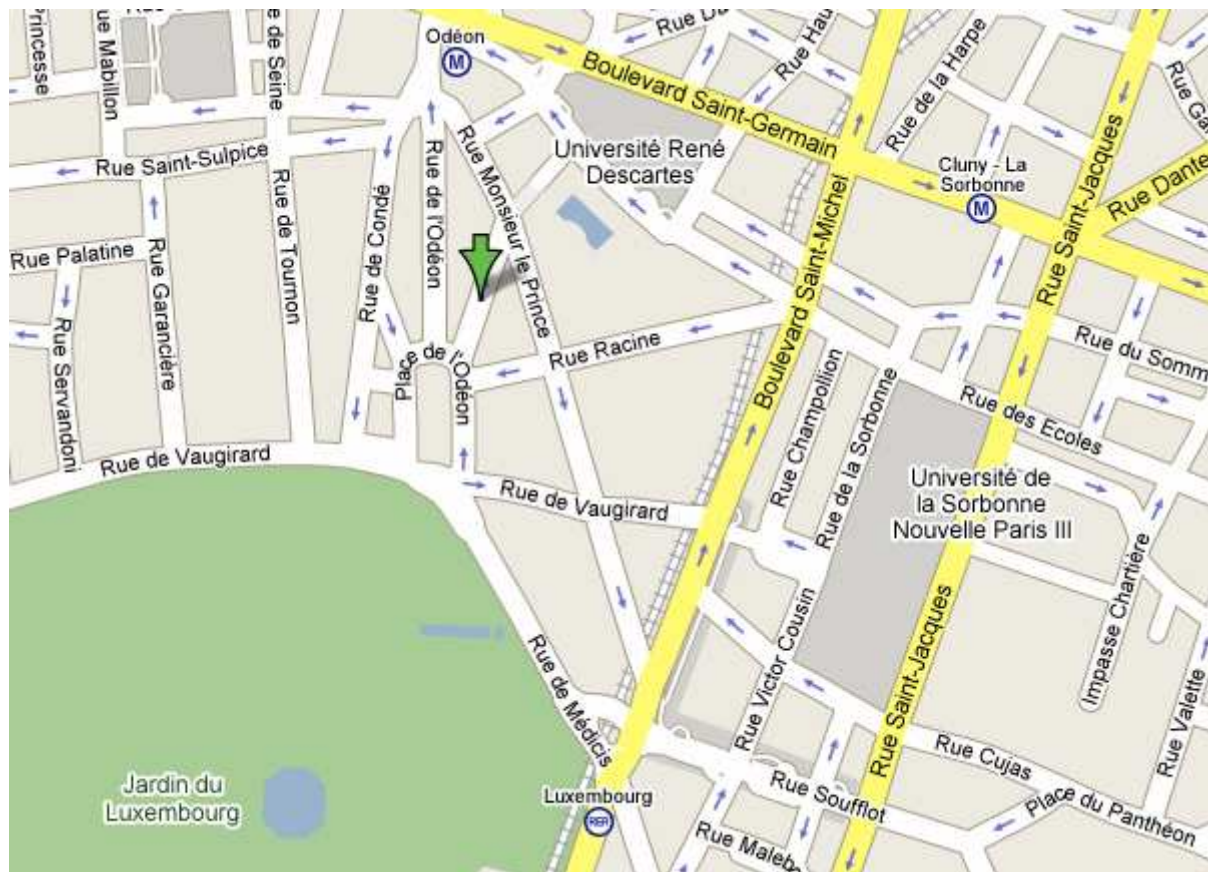 Princesse
Rue Mabillon
Rue de Seine
Odéon
M
Boulevard Saint-Germain
Rue de la Harpe
Rue Saint-Jacques
Rue Saint-Sulpice
Rue de Tournon
Rue de Condé
Rue de l'Odéon
Rue Monsieur le Prince
Université René
Descartes
Cluny - La
Sorbonne
M
Rue Dante
Rue Palatine
Rue Garancière
Rue Servandoni
Boulevard Saint-Michel
Place de l'Odéon
Rue Racine
Rue Champollion
Rue de la Sorbonne
Rue du Somm
Rue des Ecoles
Rue de Vaugirard
Rue de Vaugirard
Université de
la Sorbonne
Nouvelle Paris III
Impasse Chartière
Rue Victor Cousin
Rue Saint-Jacques
Rue de Médicis
Rue Valette
Rue Cujas
Jardin du
Luxembourg
Luxembourg
RER
Rue Soufflot
Place du Panthéon
Rue Maleb